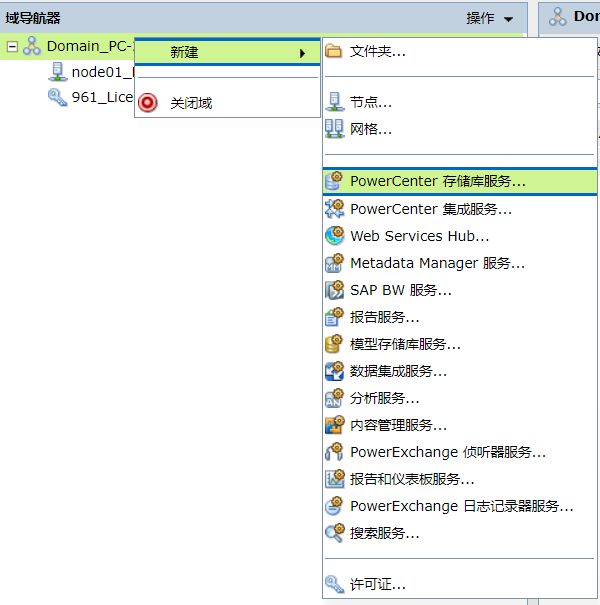 域导航器
操作
Do
Domain_PC-
node01_
961_Lice
新建
关闭域
文件夹...
节点...
网格...
PowerCenter 存储库服务...
PowerCenter 集成服务...
Web Services Hub...
Metadata Manager 服务...
SAP BW 服务...
报告服务...
模型存储库服务...
数据集成服务...
分析服务...
内容管理服务...
PowerExchange 侦听器服务...
报告和仪表板服务...
PowerExchange 日志记录器服务...
搜索服务...
许可证...